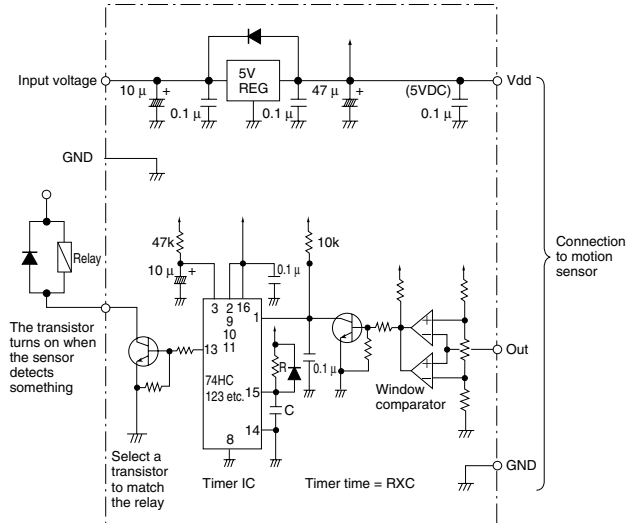 Input voltage
10 μ
+
0.1 μ
5V
REG
0.1 μ
47 μ
+
(5VDC)
0.1 μ
Vdd
GND
Relay
The transistor
turns on when
the sensor
detects
something
47k
10 μ
+
0.1 μ
10k
3 2 16
9
10
11
1
13
74HC
123 etc.
15
14
8
R
C
0.1 μ
+
−
+
−
Window
comparator
Out
Connection
to motion
sensor
GND
Select a
transistor
to match
the relay
Timer IC
Timer time = RXC